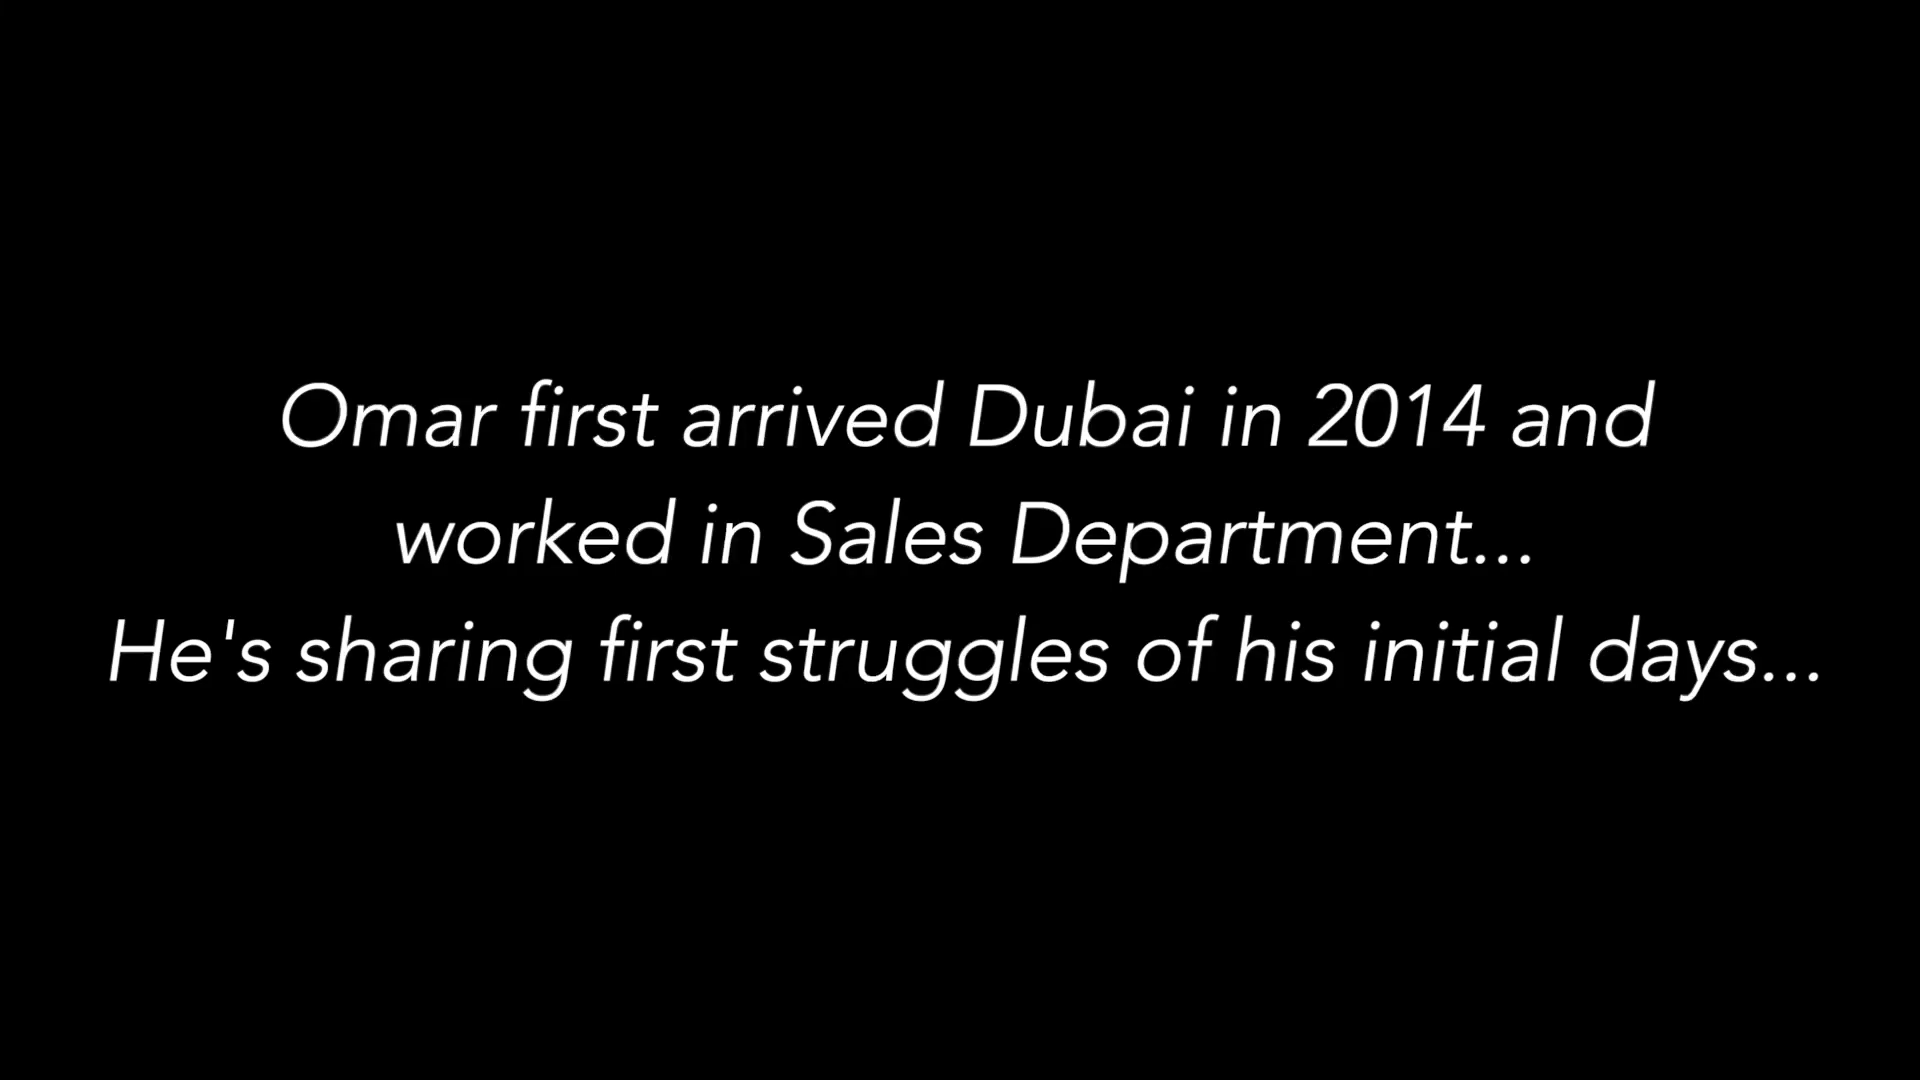 Omar first arrived Dubai in 2014 and
worked in Sales Department...
He's sharing first struggles of his initial days...